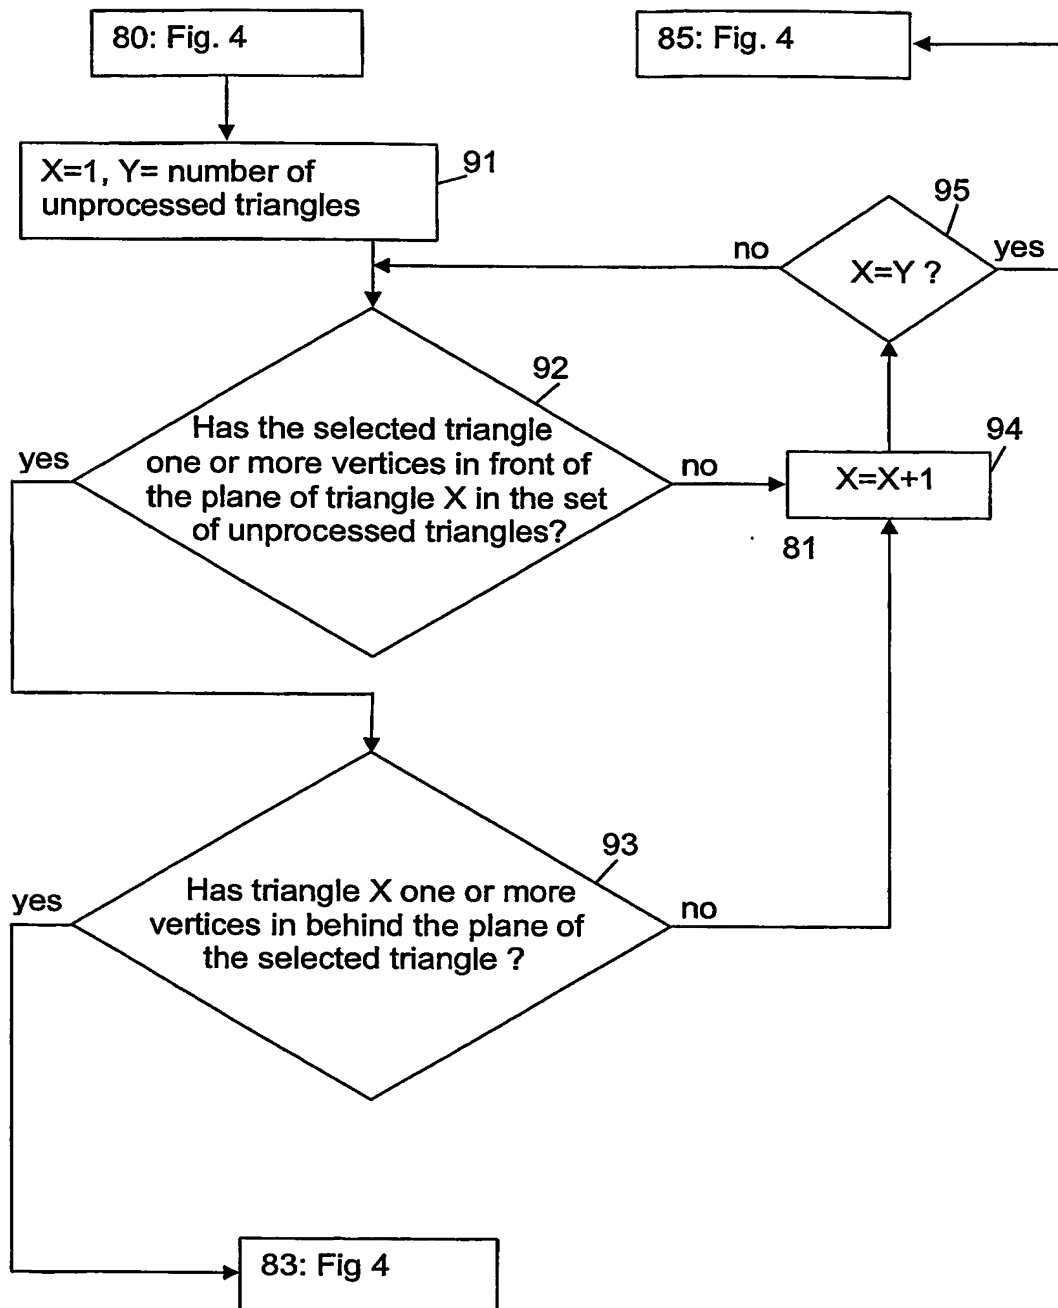 80: Fig. 4
85: Fig. 4
X=1, Y= number of
unprocessed triangles
91
95
no
X=Y ?
yes
92
Has the selected triangle
one or more vertices in front of
the plane of triangle X in the set
of unprocessed triangles?
yes
no
94
X=X+1
81
93
Has triangle X one or more
vertices in behind the plane of
the selected triangle ?
yes
no
83: Fig 4